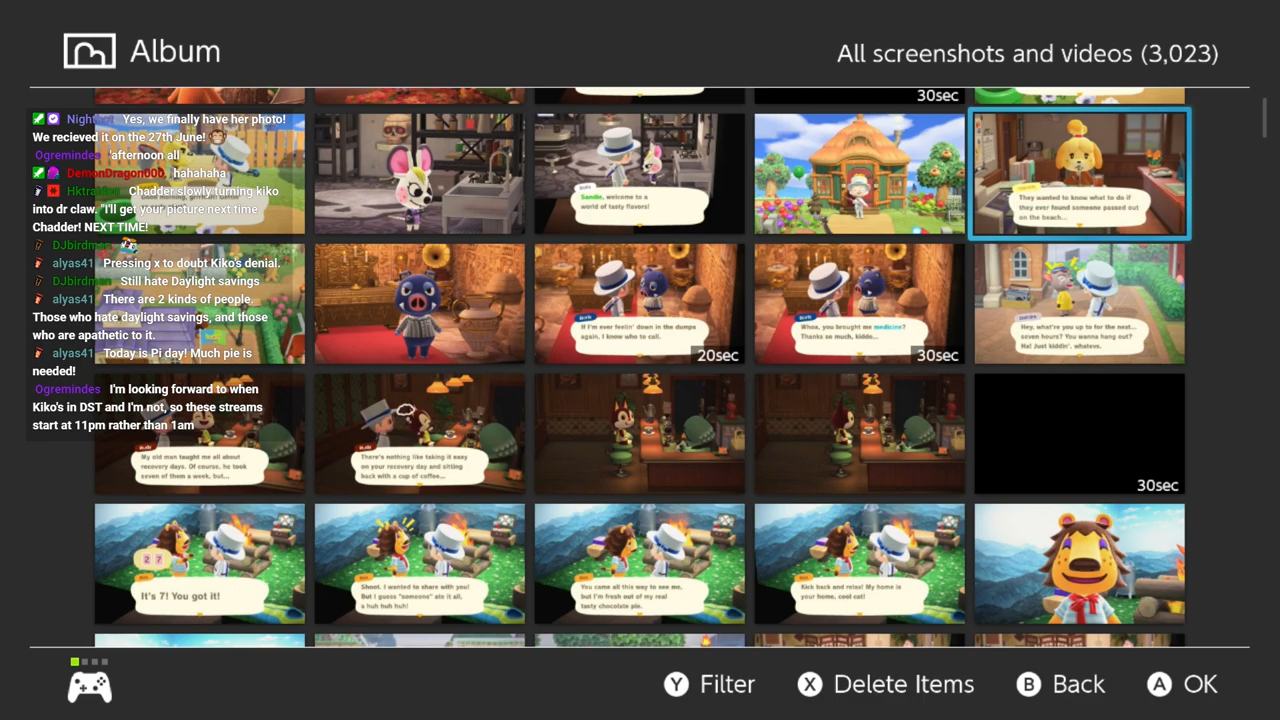 Album
All screenshots and videos (3,023)
30sec
Yes, we finally have her photo!
We recieved it on the 27th June!
Ogremindes 'afternoon all
DemonDragon00b, hahahaha
Chadder slowly turning kiko
into dr claw. "I'll get your picture next time
Chadder! NEXT TIME!
DJbirdman
alyas41 Pressing x to doubt Kiko's denial.
DJbirdman Still hate Daylight savings
alyas41 There are 2 kinds of people.
Those who hate daylight savings, and those
who are apathetic to it.
alyas41 Today is Pi day! Much pie is
needed!
Ogremindes I'm looking forward to when
Kiko's in DST and I'm not, so these streams
start at 11pm rather than 1am
Sandie, welcome to a
world of tasty flavors!
They wanted to know what to do if
they ever found someone passed out
on the beach...
If I'm ever feelin' down in the dumps
again, I know who to call.
20sec
Whoa, you brought me medicine?
Thanks so much, kiddo...
30sec
Hey, what're you up to for the next...
seven hours? You wanna hang out?
Ha! Just kiddin', whatevs.
My old man taught me all about
recovery days. Of course, he took
seven of them a week, but...
There's nothing like taking it easy
on your recovery day and sitting
back with a cup of coffee...
30sec
27
It's 7! You got it!
Shoot. I wanted to share with you!
But I guess "someone" ate it all,
a huh huh huh!
You came all this way to see me,
but I'm fresh out of my real
tasty chocolate pie.
Kick back and relax! My home is
your home, cool cat!
Y Filter
X Delete Items
B Back
A OK